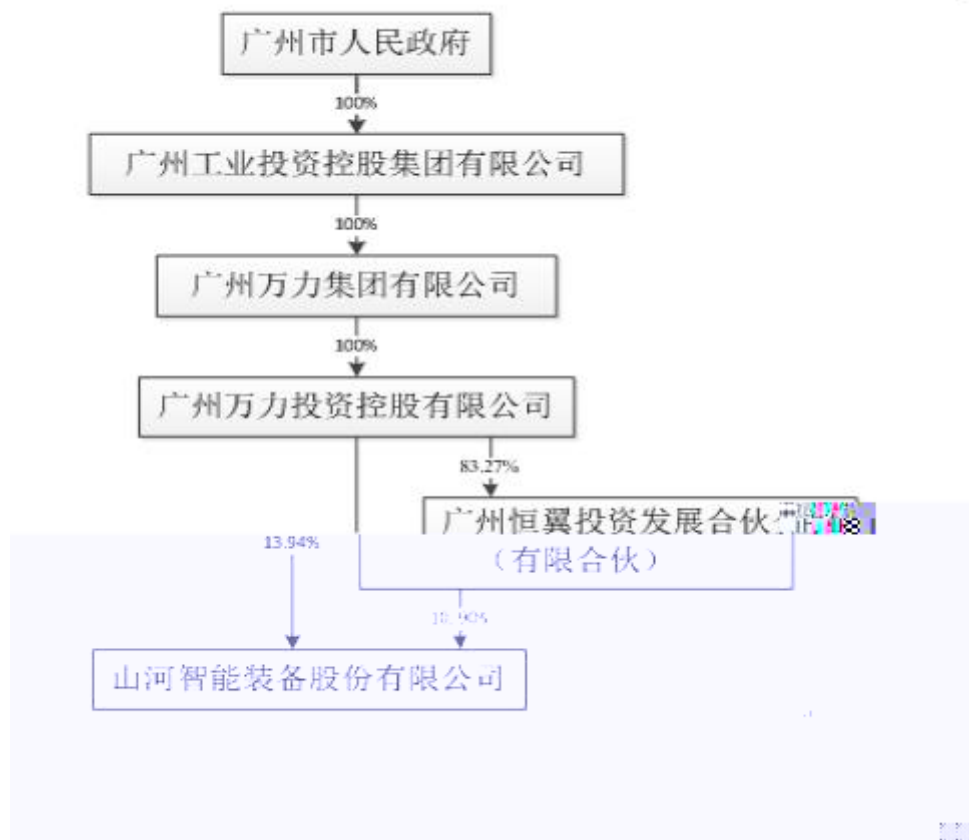 广州市人民政府
100%
广州工业投资控股集团有限公司
100%
广州万力集团有限公司
100%
广州万力投资控股有限公司
83.27%
广州恒翼投资发展合伙
13.94%
（有限合伙）
山河智能装备股份有限公司